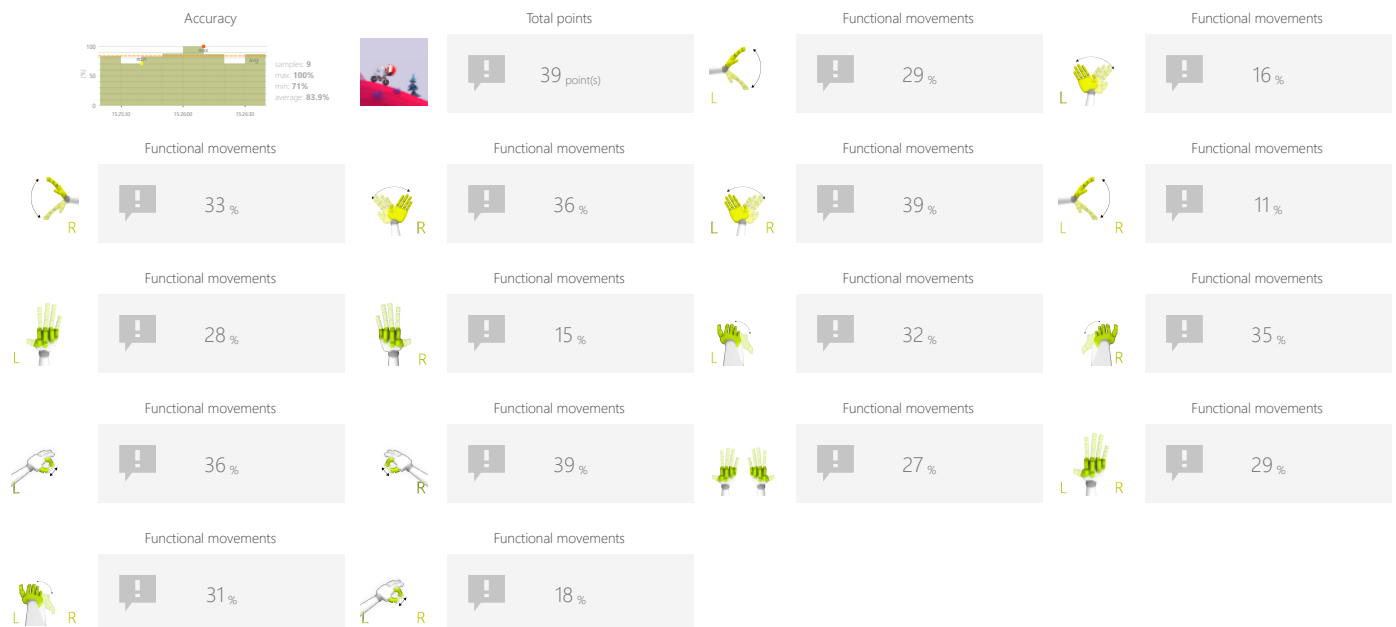 Accuracy
Total points
Functional movements
Functional movements
100
50
0
[%]
max
min
avg
samples: 9
max: 100%
min: 71%
average: 83.9%
15:25:30
15:26:00
15:26:30
39 point(s)
L
29 %
L
16 %
Functional movements
Functional movements
Functional movements
Functional movements
R
33 %
R
36 %
L R
39 %
L R
11 %
Functional movements
Functional movements
Functional movements
Functional movements
L
28 %
R
15 %
L
32 %
R
35 %
Functional movements
Functional movements
Functional movements
Functional movements
L
36 %
R
39 %
27 %
L R
29 %
Functional movements
Functional movements
L R
31 %
L R
18 %